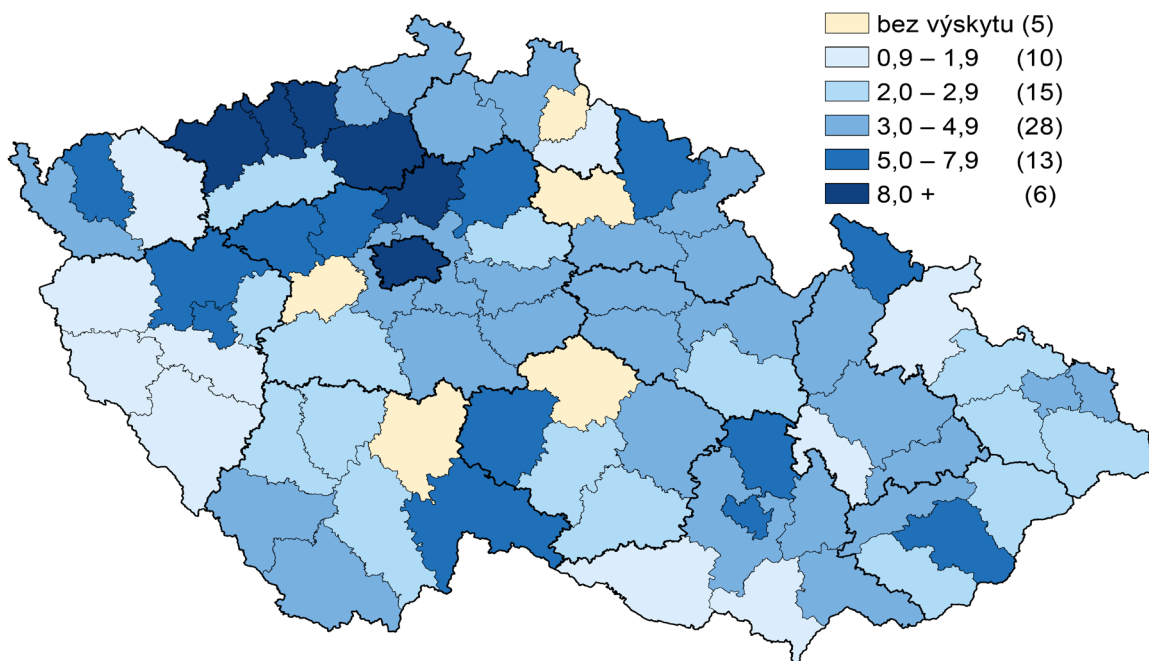 bez výskytu (5)
0,9 – 1,9 (10)
2,0 – 2,9 (15)
3,0 – 4,9 (28)
5,0 – 7,9 (13)
8,0 + (6)